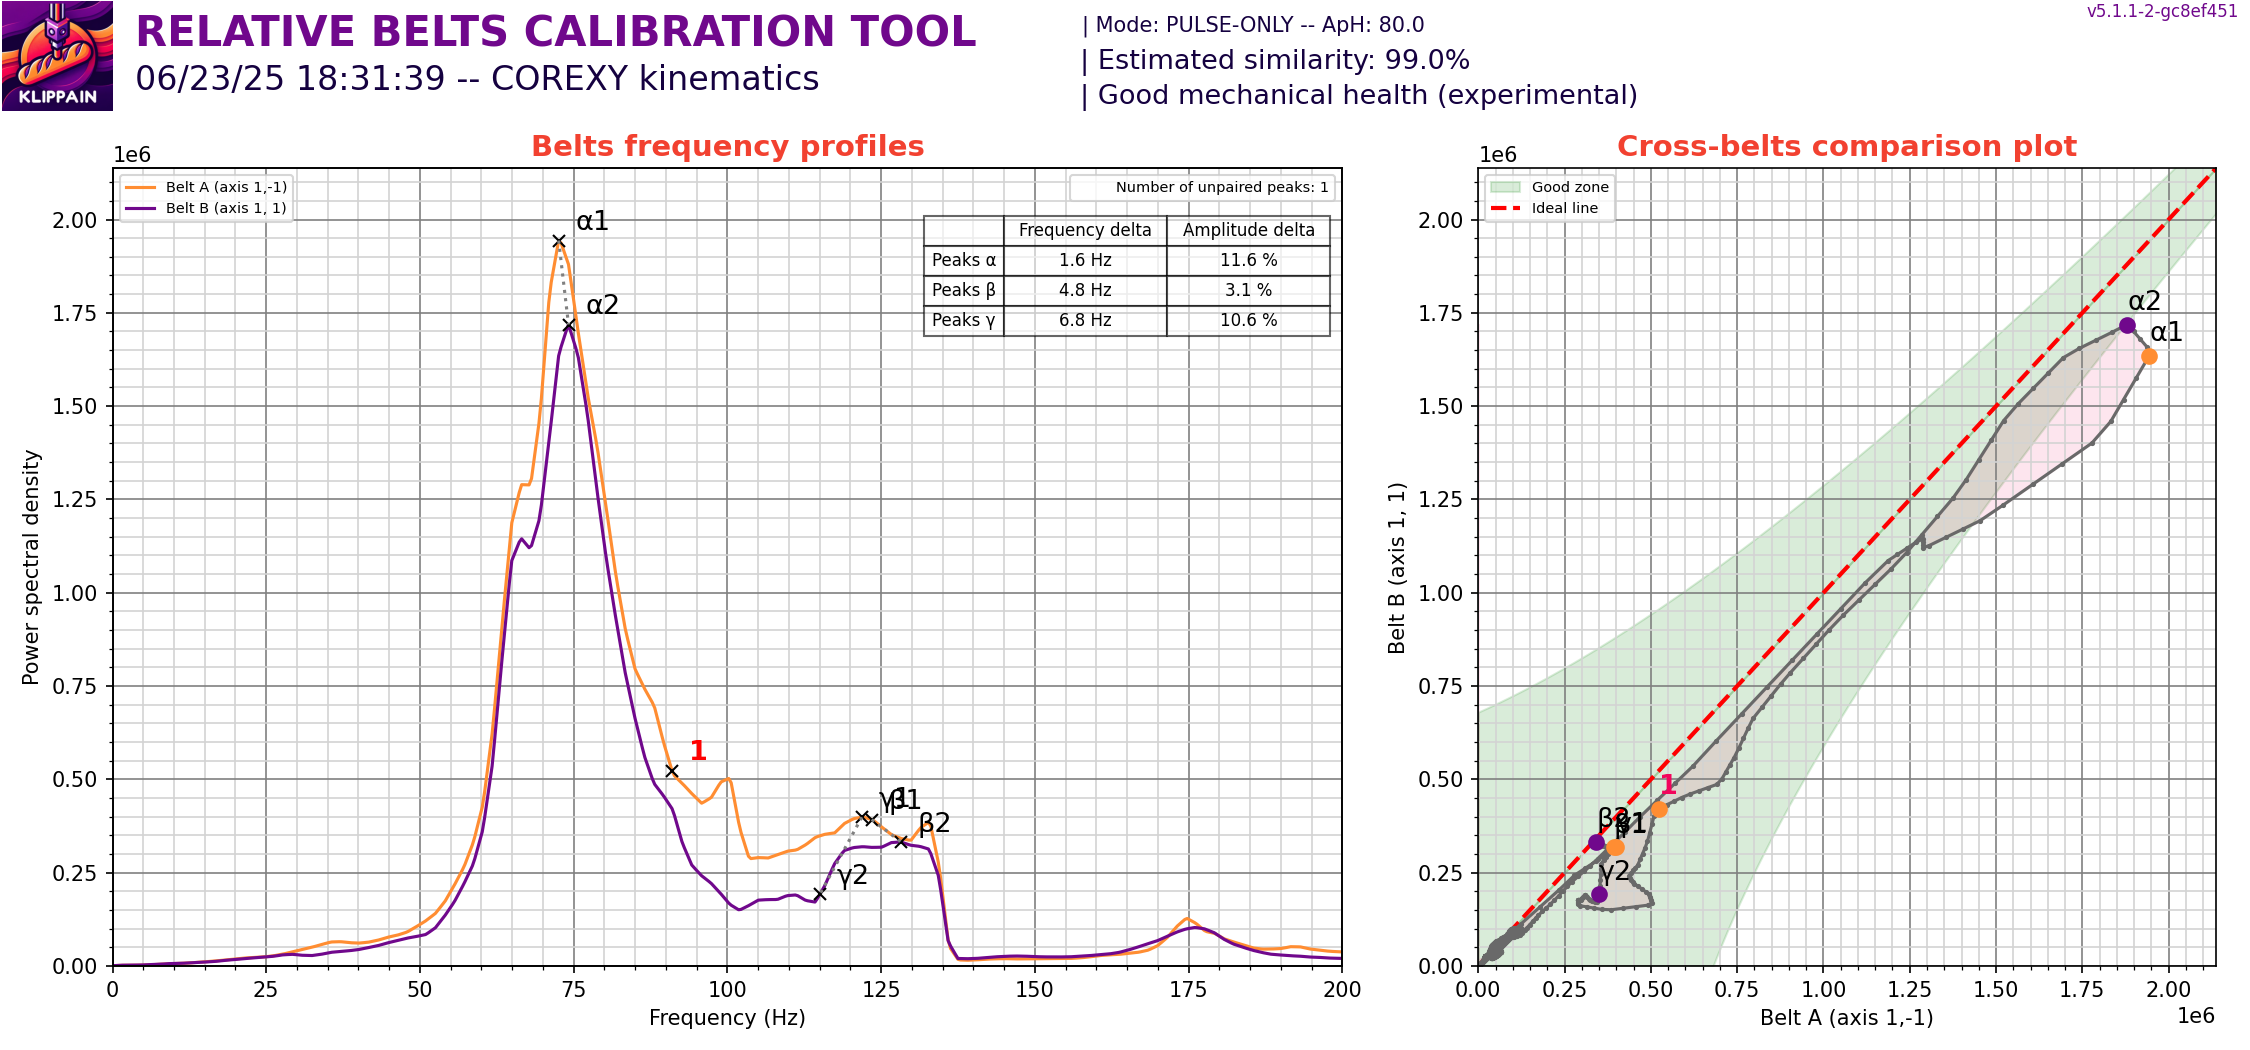 KLIPPAIN
RELATIVE BELTS CALIBRATION TOOL
06/23/25 18:31:39 -- COREXY kinematics
| Mode: PULSE-ONLY -- ApH: 80.0
| Estimated similarity: 99.0%
| Good mechanical health (experimental)
v5.1.1-2-gc8ef451
Belts frequency profiles
1e6
Belt A (axis 1,-1)
Belt B (axis 1, 1)
Number of unpaired peaks: 1
Frequency delta Amplitude delta
Peaks α 1.6 Hz 11.6 %
Peaks β 4.8 Hz 3.1 %
Peaks γ 6.8 Hz 10.6 %
α1
α2
1
γ1
β1
β2
γ2
Power spectral density
2.00
1.75
1.50
1.25
1.00
0.75
0.50
0.25
0.00
0 25 50 75 100 125 150 175 200
Frequency (Hz)
Cross-belts comparison plot
1e6
Good zone
Ideal line
α2
α1
1
β2
γ1
β1
γ2
Belt B (axis 1, 1)
2.00
1.75
1.50
1.25
1.00
0.75
0.50
0.25
0.00
0.00 0.25 0.50 0.75 1.00 1.25 1.50 1.75 2.00
Belt A (axis 1,-1)
1e6